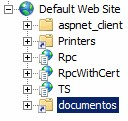 Default Web Site
aspnet_client
Printers
Rpc
RpcWithCert
TS
documentos